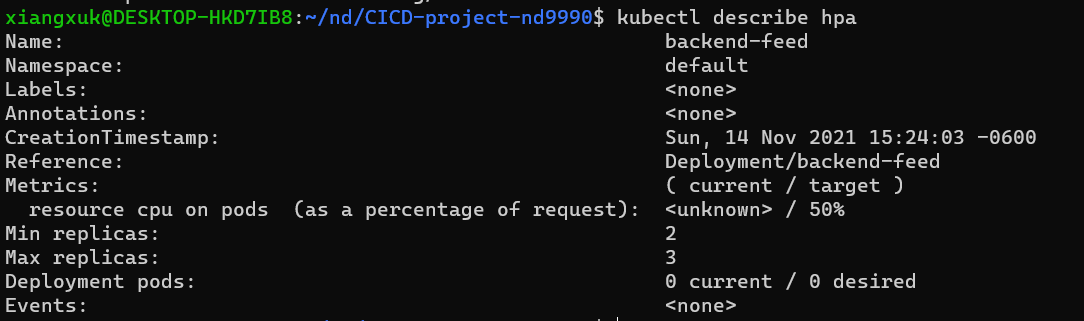 xiangxuk@DESKTOP-HKD7IB8:~/nd/CICD-project-nd9990$ kubectl describe hpa
Name:                                                  backend-feed
Namespace:                                             default
Labels:                                                <none>
Annotations:                                           <none>
CreationTimestamp:                                     Sun, 14 Nov 2021 15:24:03 -0600
Reference:                                             Deployment/backend-feed
Metrics:                                               ( current / target )
  resource cpu on pods  (as a percentage of request):  <unknown> / 50%
Min replicas:                                          2
Max replicas:                                          3
Deployment pods:                                       0 current / 0 desired
Events:                                                <none>